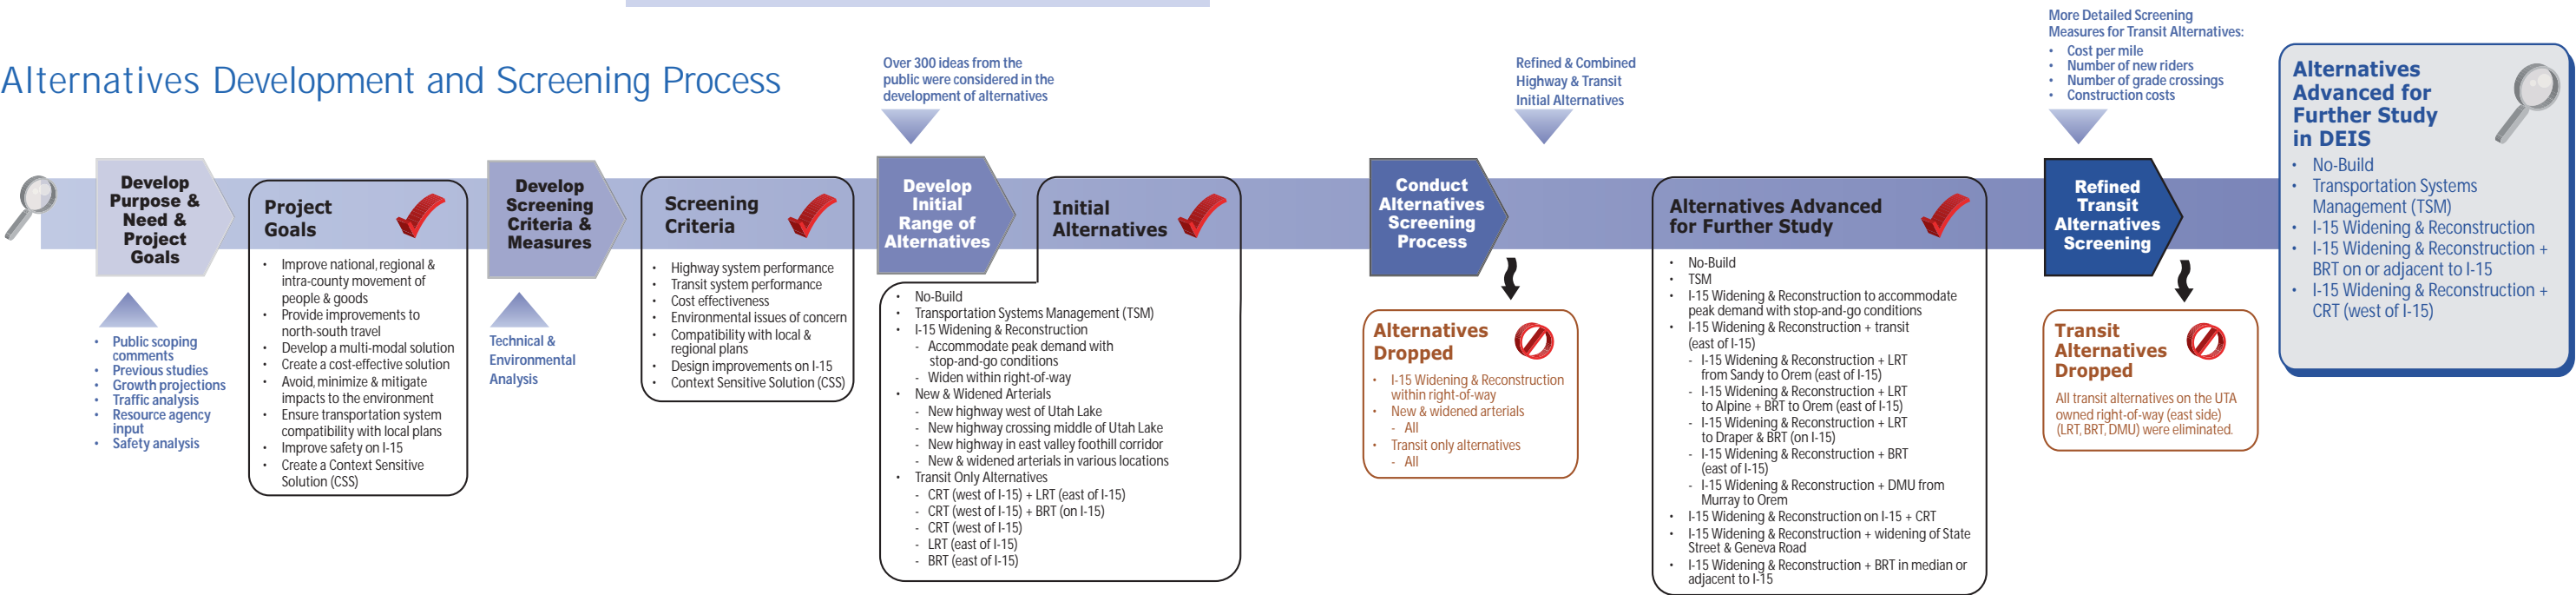 Alternatives Development and Screening Process
Develop
Purpose &
Need &
Project
Goals
• Public scoping
comments
• Previous studies
• Growth projections
• Traffic analysis
• Resource agency
input
• Safety analysis
Project
Goals
• Improve national, regional &
intra-county movement of
people & goods
• Provide improvements to
north-south travel
• Develop a multi-modal solution
• Create a cost-effective solution
• Avoid, minimize & mitigate
impacts to the environment
• Ensure transportation system
compatibility with local plans
• Improve safety on I-15
• Create a Context Sensitive
Solution (CSS)
Develop
Screening
Criteria &
Measures
Technical &
Environmental
Analysis
Screening
Criteria
• Highway system performance
• Transit system performance
• Cost effectiveness
• Environmental issues of concern
• Compatibility with local &
regional plans
• Design improvements on I-15
• Context Sensitive Solution (CSS)
Over 300 ideas from the
public were considered in the
development of alternatives
Develop
Initial
Range of
Alternatives
Initial
Alternatives
• No-Build
• Transportation Systems Management (TSM)
• I-15 Widening & Reconstruction
- Accommodate peak demand with
stop-and-go conditions
- Widen within right-of-way
• New & Widened Arterials
- New highway west of Utah Lake
- New highway crossing middle of Utah Lake
- New highway in east valley foothill corridor
- New & widened arterials in various locations
• Transit Only Alternatives
- CRT (west of I-15) + LRT (east of I-15)
- CRT (west of I-15) + BRT (on I-15)
- CRT (west of I-15)
- LRT (east of I-15)
- BRT (east of I-15)
Refined & Combined
Highway & Transit
Initial Alternatives
Conduct
Alternatives
Screening
Process
Alternatives
Dropped
• I-15 Widening & Reconstruction
within right-of-way
• New & widened arterials
- All
• Transit only alternatives
- All
Alternatives Advanced
for Further Study
• No-Build
• TSM
• I-15 Widening & Reconstruction to accommodate
peak demand with stop-and-go conditions
• I-15 Widening & Reconstruction + transit
(east of I-15)
- I-15 Widening & Reconstruction + LRT
from Sandy to Orem (east of I-15)
- I-15 Widening & Reconstruction + LRT
to Alpine + BRT to Orem (east of I-15)
- I-15 Widening & Reconstruction + LRT
to Draper & BRT (on I-15)
- I-15 Widening & Reconstruction + BRT
(east of I-15)
- I-15 Widening & Reconstruction + DMU from
Murray to Orem
• I-15 Widening & Reconstruction on I-15 + CRT
• I-15 Widening & Reconstruction + widening of State
Street & Geneva Road
• I-15 Widening & Reconstruction + BRT in median or
adjacent to I-15
More Detailed Screening
Measures for Transit Alternatives:
• Cost per mile
• Number of new riders
• Number of grade crossings
• Construction costs
Refined
Transit
Alternatives
Screening
Transit
Alternatives
Dropped
All transit alternatives on the UTA
owned right-of-way (east side)
(LRT, BRT, DMU) were eliminated.
Alternatives
Advanced for
Further Study
in DEIS
• No-Build
• Transportation Systems
Management (TSM)
• I-15 Widening & Reconstruction
• I-15 Widening & Reconstruction +
BRT on or adjacent to I-15
• I-15 Widening & Reconstruction +
CRT (west of I-15)